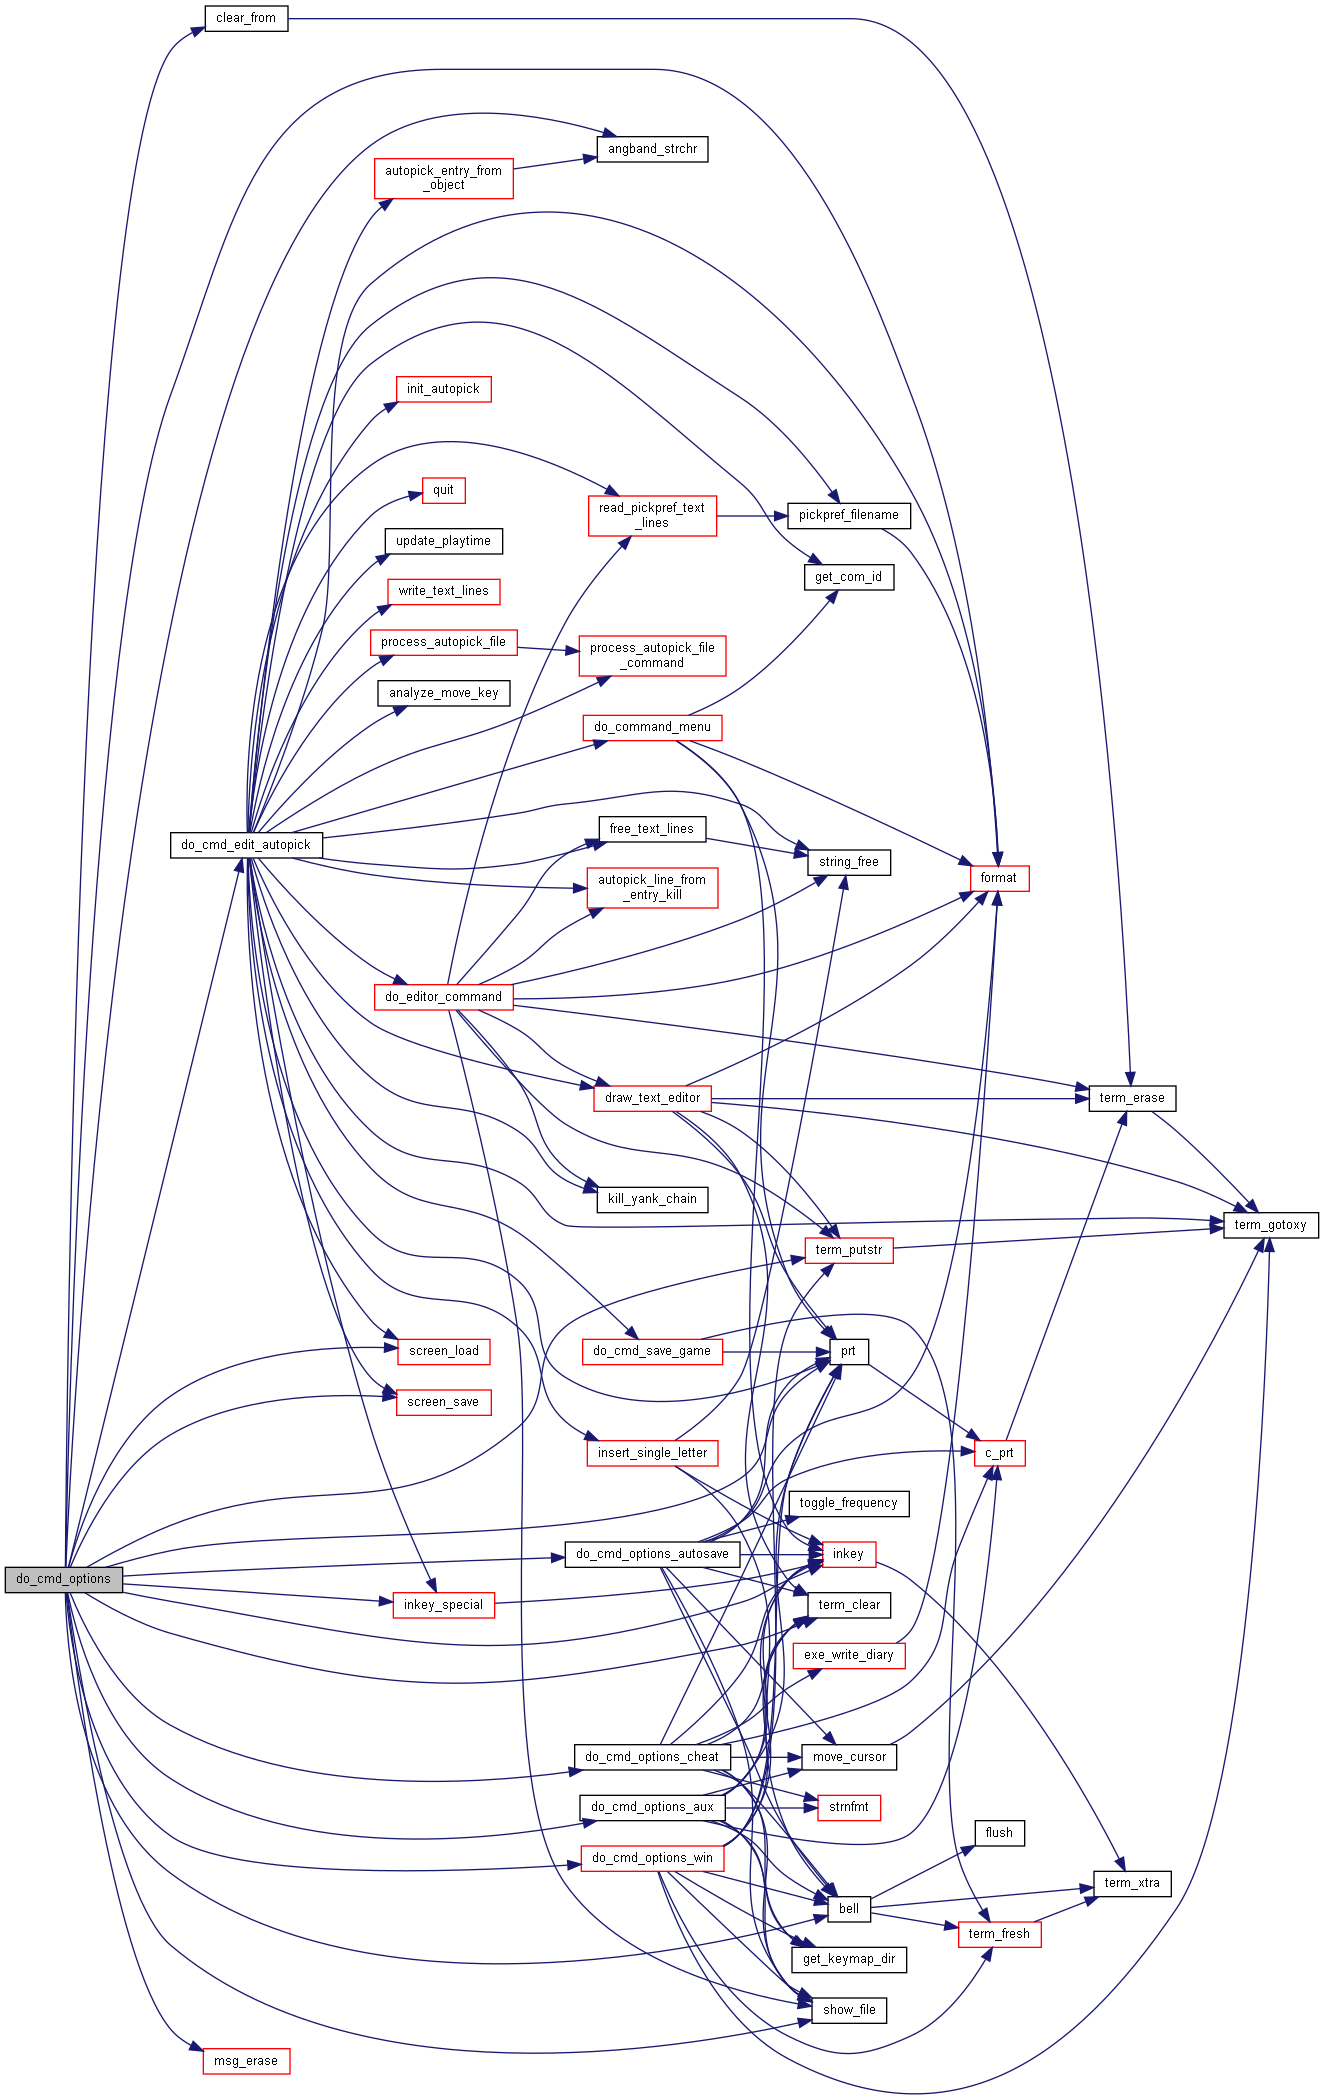 clear_from
angband_strchr
autopick_entry_from
_object
init_autopick
quit
read_pickpref_text
_lines
pickpref_filename
update_playtime
get_com_id
write_text_lines
process_autopick_file
process_autopick_file
_command
analyze_move_key
do_command_menu
free_text_lines
do_cmd_edit_autopick
string_free
format
autopick_line_from
_entry_kill
do_editor_command
draw_text_editor
term_erase
kill_yank_chain
term_gotoxy
term_putstr
screen_load
do_cmd_save_game
prt
screen_save
insert_single_letter
c_prt
toggle_frequency
do_cmd_options_autosave
inkey
do_cmd_options
inkey_special
term_clear
exe_write_diary
do_cmd_options_cheat
move_cursor
do_cmd_options_aux
strnfmt
flush
do_cmd_options_win
term_xtra
bell
term_fresh
get_keymap_dir
show_file
msg_erase